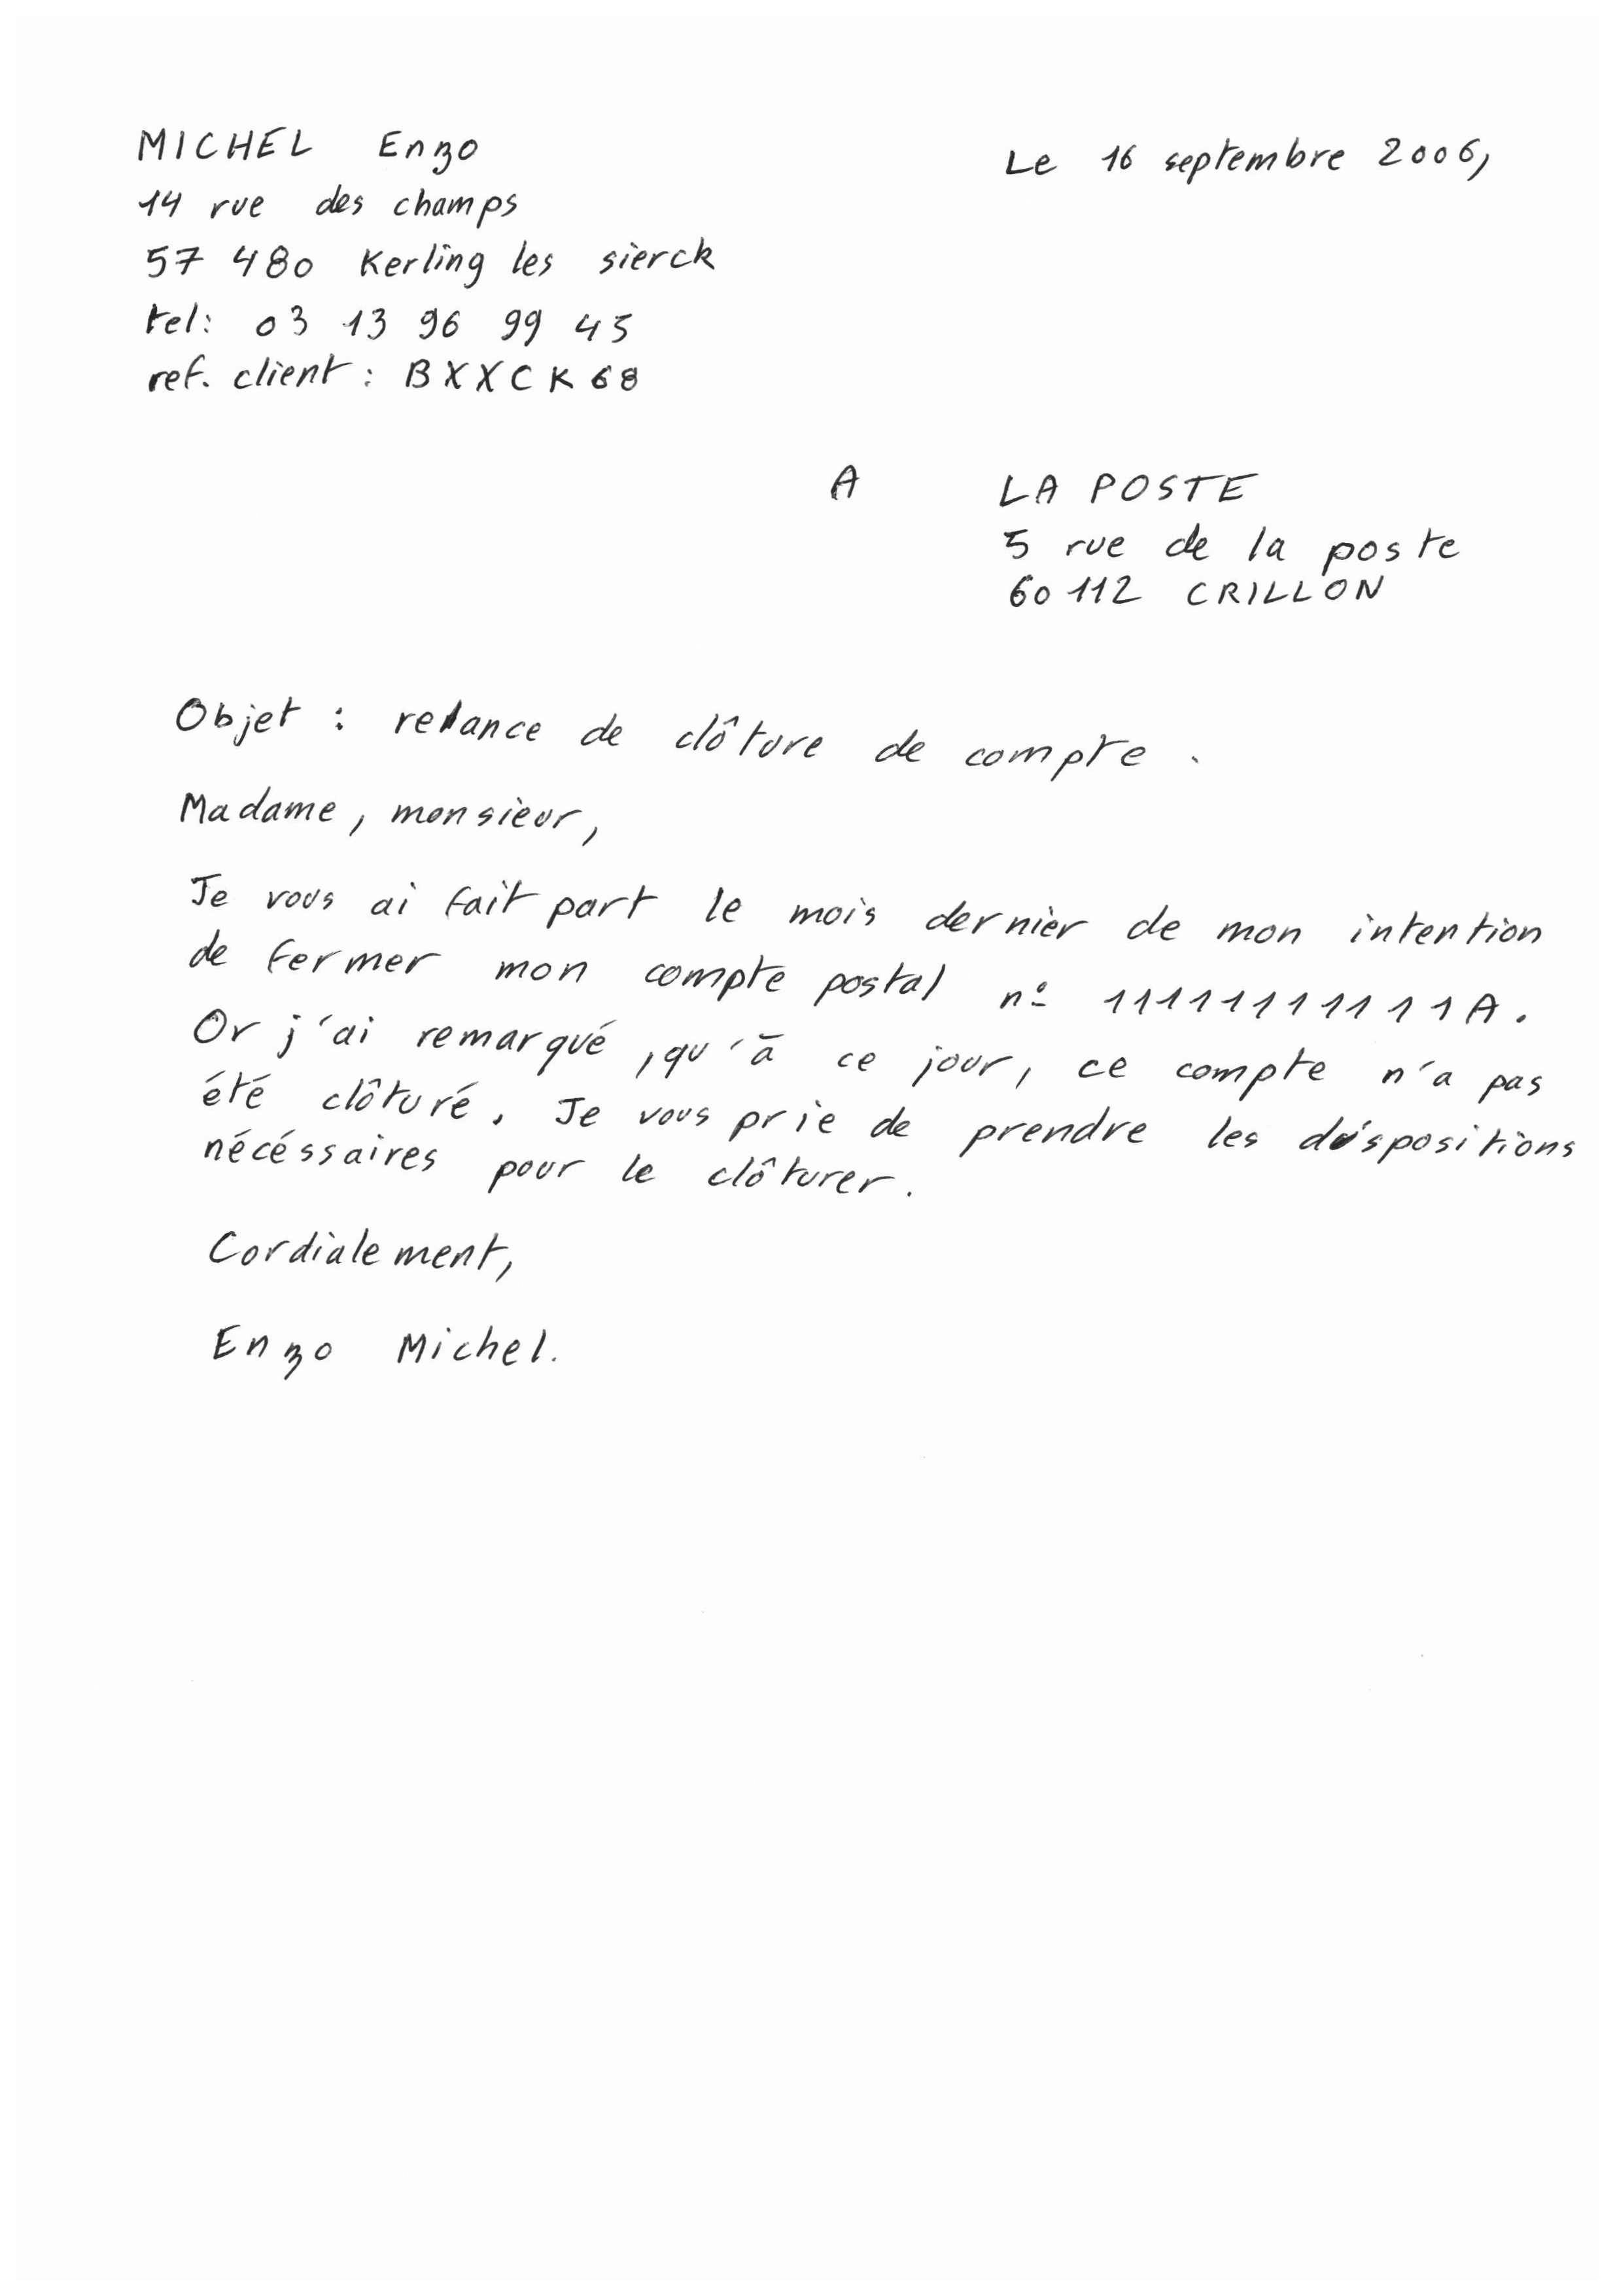 MICHEL Enzo
Le 16 septembre 2006,
14 rue des champs
57 480 Kerling les sierck
tel: 03 13 96 99 45
ref. client : BXXCK68
A LA POSTE
5 rue de la poste
60 112 CRILLON
Objet : relance de clôture de compte.
Madame, monsieur,
Je vous ai fait part le mois dernier de mon intention
de fermer mon compte postal n° 11111111111A.
Or j'ai remarqué, qu'à ce jour, ce compte n'a pas
été clôturé. Je vous prie de prendre les dispositions
nécéssaires pour le clôturer.
Cordialement,
Enzo Michel.